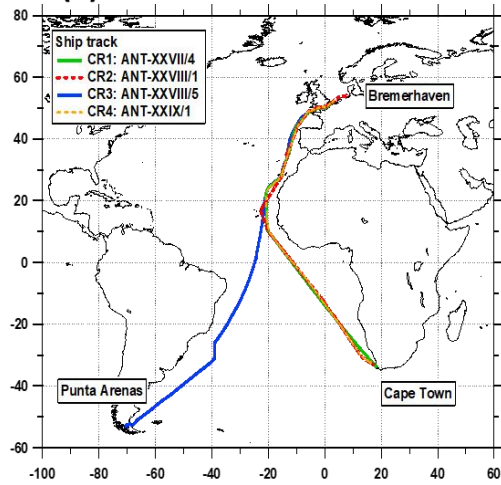 80
60
40
20
0
-20
-40
-60
Ship track
CR1: ANT-XXVII/4
CR2: ANT-XXVIII/1
CR3: ANT-XXVIII/5
CR4: ANT-XXIX/1
Bremerhaven
Punta Arenas
Cape Town
-100 -80 -60 -40 -20 0 20 40 60